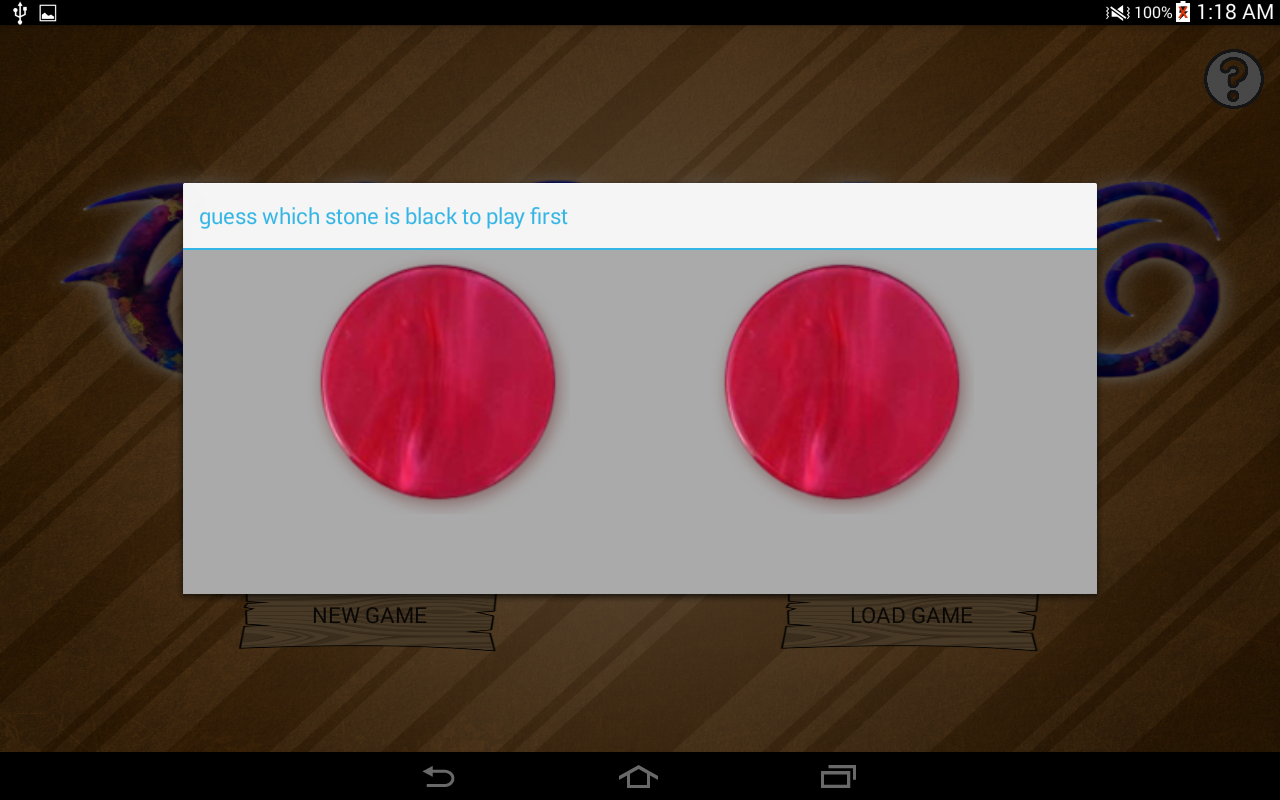 100% 1:18 AM
?
guess which stone is black to play first
NEW GAME
LOAD GAME